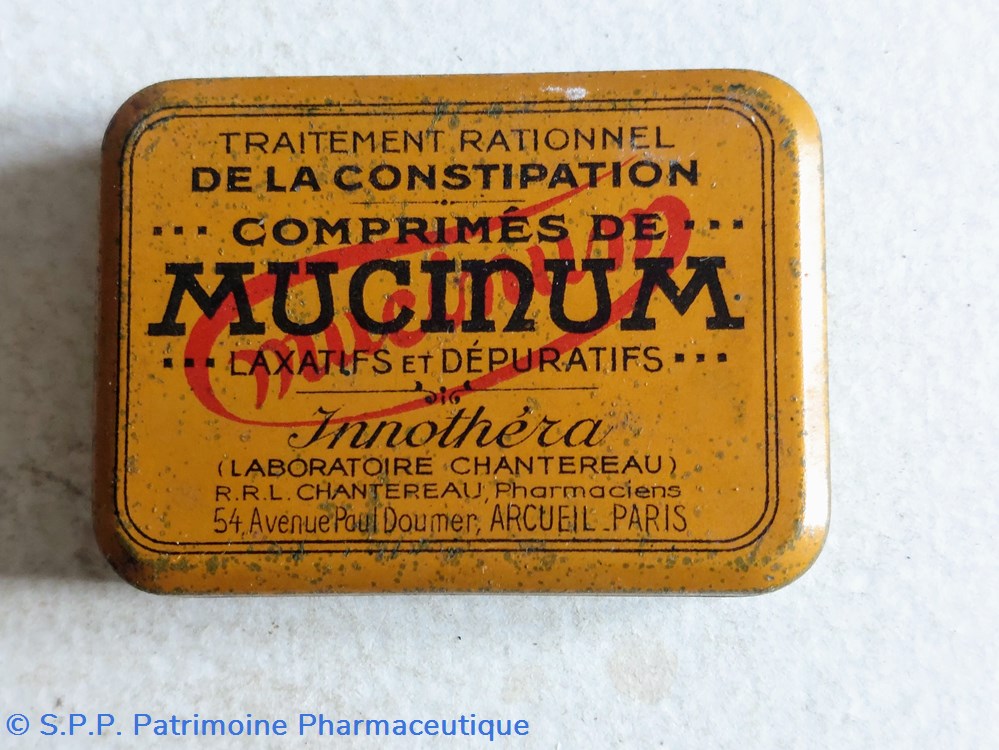 TRAITEMENT RATIONNEL
DE LA CONSTIPATION
COMPRIMÉS DE
MUCINUM
mucinum
LAXATIFS ET DÉPURATIFS
Innothéra
(LABORATOIRE CHANTEREAU)
R.R.L. CHANTEREAU, Pharmaciens
54, Avenue Paul Doumer, ARCUEIL-PARIS
© S.P.P. Patrimoine Pharmaceutique